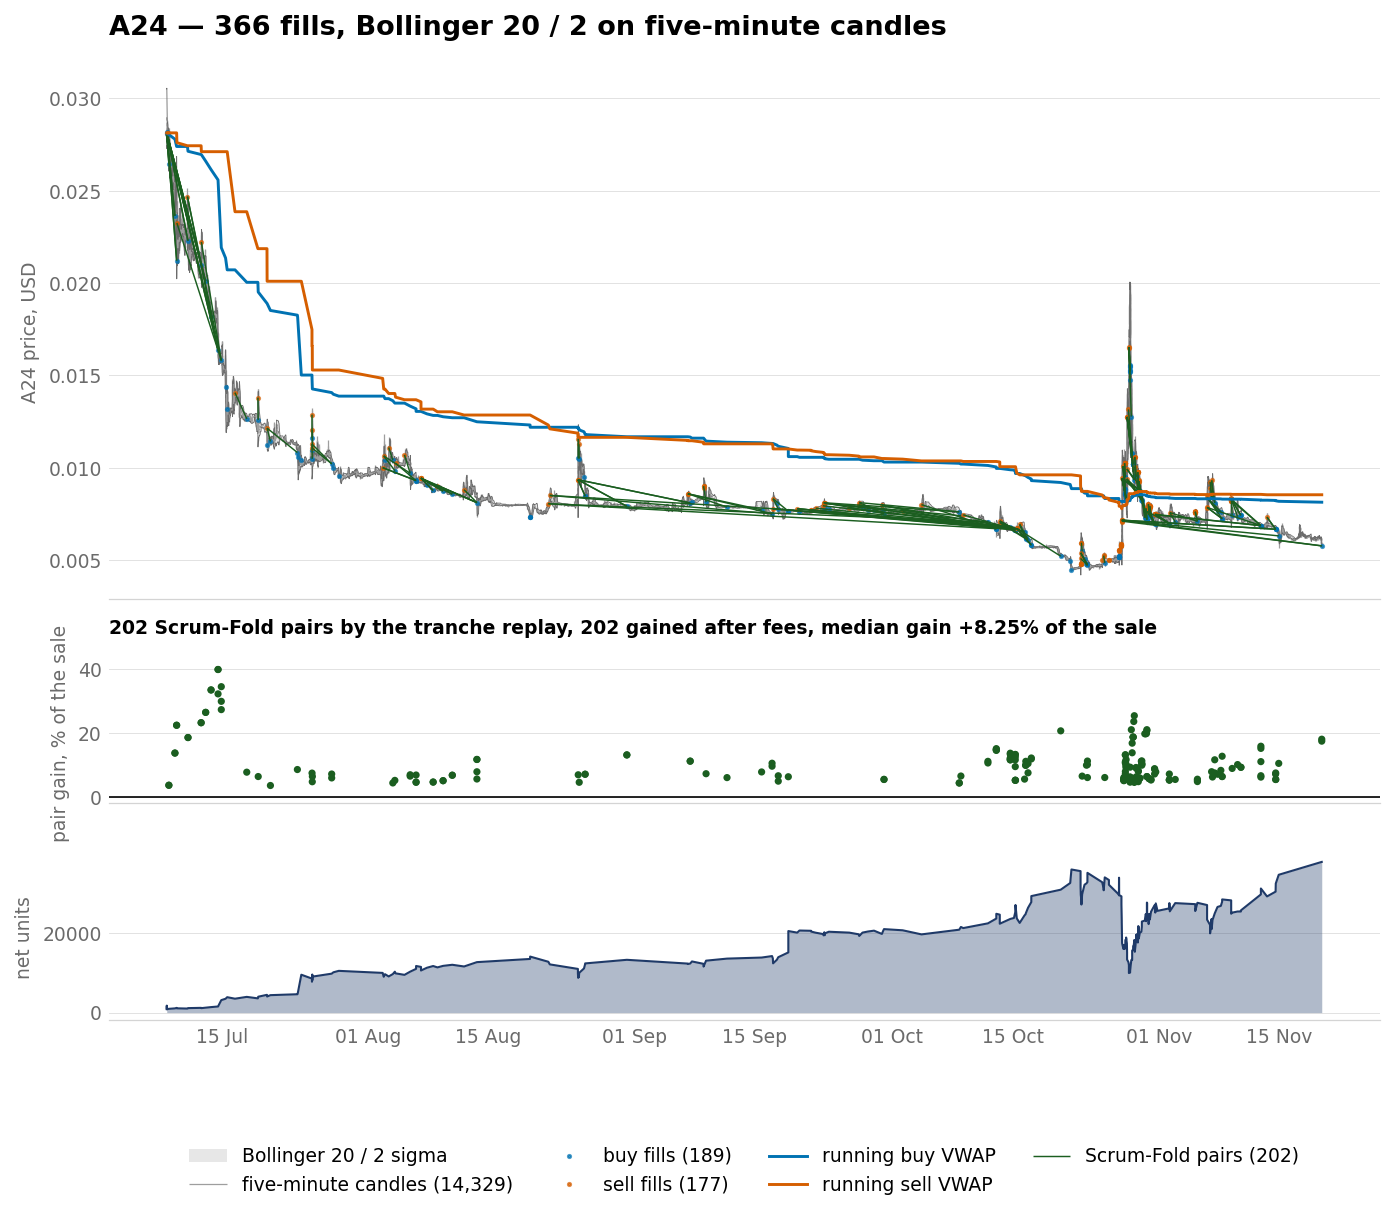 A24 — 366 fills, Bollinger 20 / 2 on five-minute candles
A24 price, USD
0.030
0.025
0.020
0.015
0.010
0.005
202 Scrum-Fold pairs by the tranche replay, 202 gained after fees, median gain +8.25% of the sale
pair gain, % of the sale
40
20
0
net units
20000
0
15 Jul
01 Aug
15 Aug
01 Sep
15 Sep
01 Oct
15 Oct
01 Nov
15 Nov
Bollinger 20 / 2 sigma
five-minute candles (14,329)
buy fills (189)
sell fills (177)
running buy VWAP
running sell VWAP
Scrum-Fold pairs (202)